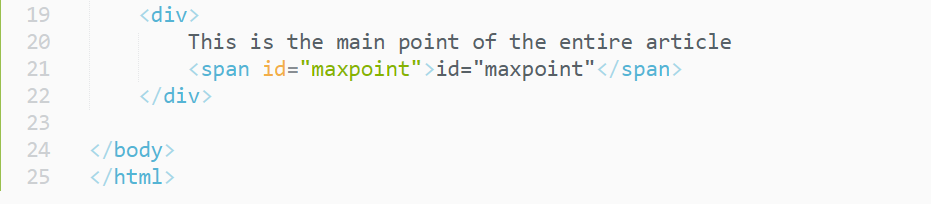 19 <div>
20 This is the main point of the entire article
21 <span id="maxpoint">id="maxpoint"</span>
22 </div>
23
24 </body>
25 </html>